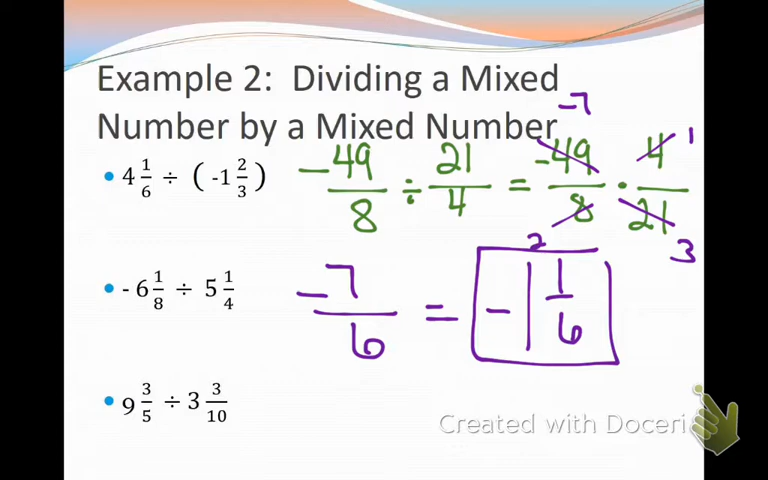 Example 2: Dividing a Mixed
Number by a Mixed Number
-7
• 4 1/6 ÷ ( -1 2/3 )
-49/8 ÷ 21/4 = -49/8 · 4/21
1
2
3
• - 6 1/8 ÷ 5 1/4
-7/6 = -1 1/6
• 9 3/5 ÷ 3 3/10
Created with Doceri